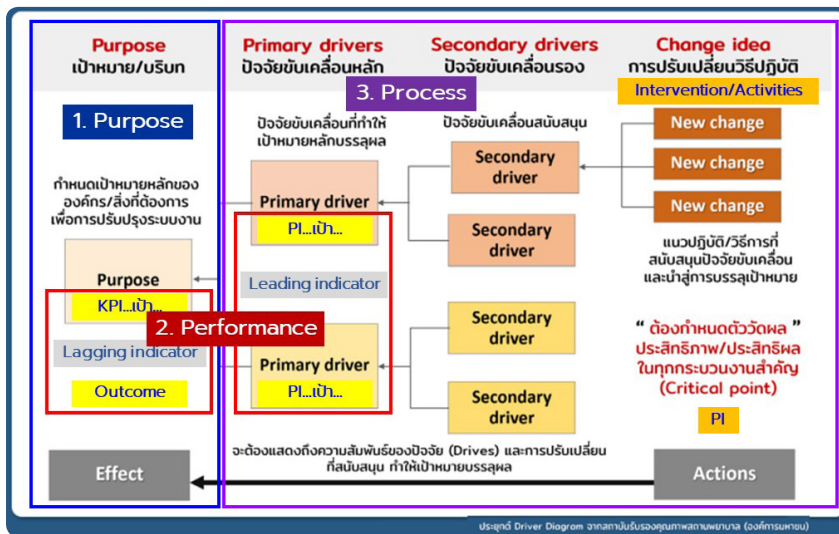 Purpose
เป้าหมาย/บริบท
Primary drivers
ปัจจัยขับเคลื่อนหลัก
Secondary drivers
ปัจจัยขับเคลื่อนรอง
Change idea
การปรับเปลี่ยนวิธีปฏิบัติ
Intervention/Activities
3. Process
1. Purpose
ปัจจัยขับเคลื่อนที่ทำให้
เป้าหมายหลักบรรลุผล
ปัจจัยขับเคลื่อนสนับสนุน
New change
New change
New change
Secondary
driver
กำหนดเป้าหมายหลักของ
องค์กร/สิ่งที่ต้องการ
เพื่อการปรับปรุงระบบงาน
Primary driver
PI...เป้า...
Secondary
driver
แนวปฏิบัติ/วิธีการที่
สนับสนุนปัจจัยขับเคลื่อน
และนำสู่การบรรลุเป้าหมาย
Purpose
KPI...เป้า...
Leading indicator
2. Performance
Lagging indicator
Outcome
Primary driver
PI...เป้า...
Secondary
driver
Secondary
driver
“ ต้องกำหนดตัววัดผล ”
ประสิทธิภาพ/ประสิทธิผล
ในทุกกระบวนงานสำคัญ
(Critical point)
PI
จะต้องแสดงถึงความสัมพันธ์ของปัจจัย (Drives) และการปรับเปลี่ยน
ที่สนับสนุน ทำให้เป้าหมายบรรลุผล
Effect
Actions
ประยุกต์ Driver Diagram จากสถาบันรับรองคุณภาพสถานพยาบาล (องค์การมหาชน)